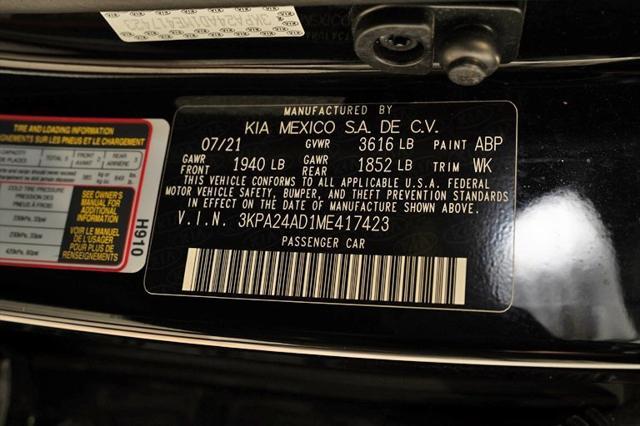 MANUFACTURED BY
KIA MEXICO S.A. DE C.V.
07/21 GVWR 3616 LB PAINT ABP
GAWR FRONT 1940 LB GAWR REAR 1852 LB TRIM WK
THIS VEHICLE CONFORMS TO ALL APPLICABLE U.S.A. FEDERAL
MOTOR VEHICLE SAFETY, BUMPER, AND THEFT PREVENTION STANDARDS
IN EFFECT ON THE DATE OF MANUFACTURE SHOWN ABOVE.
V.I.N. 3KPA24AD1ME417423
PASSENGER CAR
TIRE AND LOADING INFORMATION
SEE OWNER'S
MANUAL FOR
ADDITIONAL
INFORMATION
VOIR LE MANUEL
DE L'USAGER
POUR PLUS DE
RENSEIGNEMENTS
H910